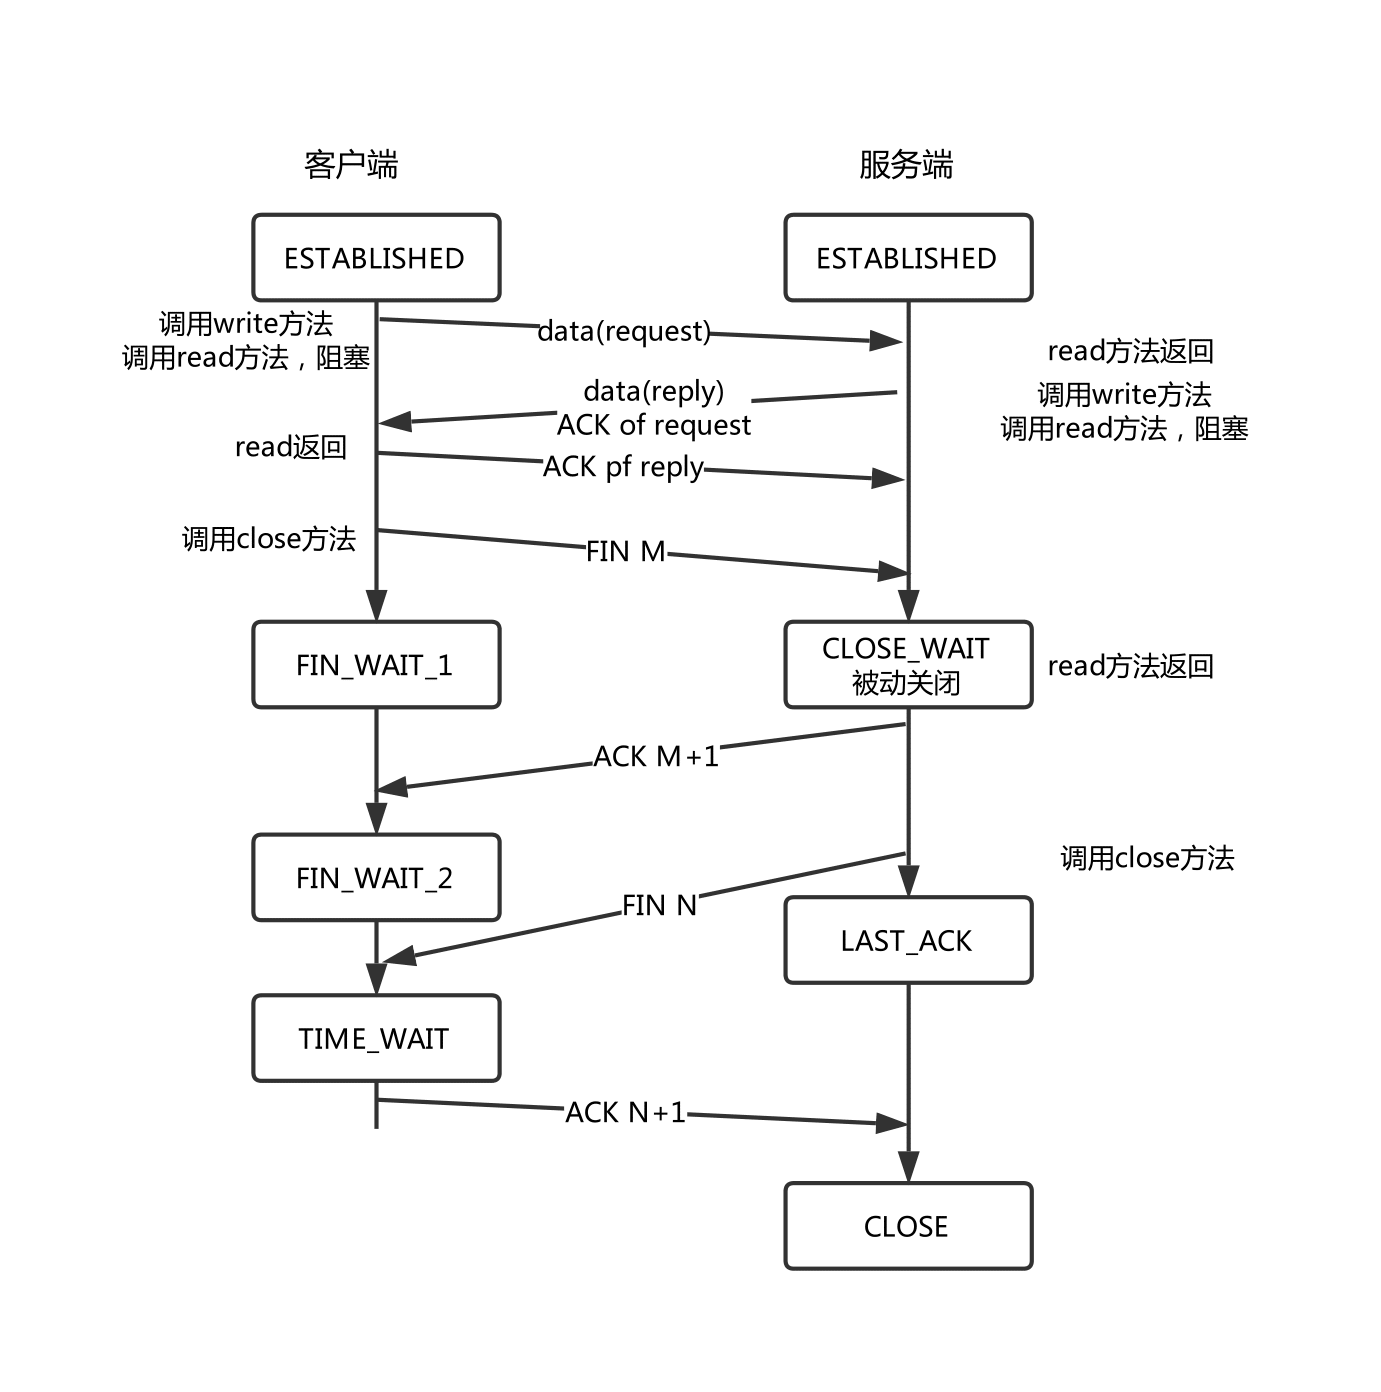 客户端
服务端
ESTABLISHED
ESTABLISHED
调用write方法
调用read方法，阻塞
data(request)
read方法返回
data(reply)
ACK of request
调用write方法
调用read方法，阻塞
read返回
ACK pf reply
调用close方法
FIN M
FIN_WAIT_1
CLOSE_WAIT
被动关闭
read方法返回
ACK M+1
FIN_WAIT_2
调用close方法
FIN N
LAST_ACK
TIME_WAIT
ACK N+1
CLOSE